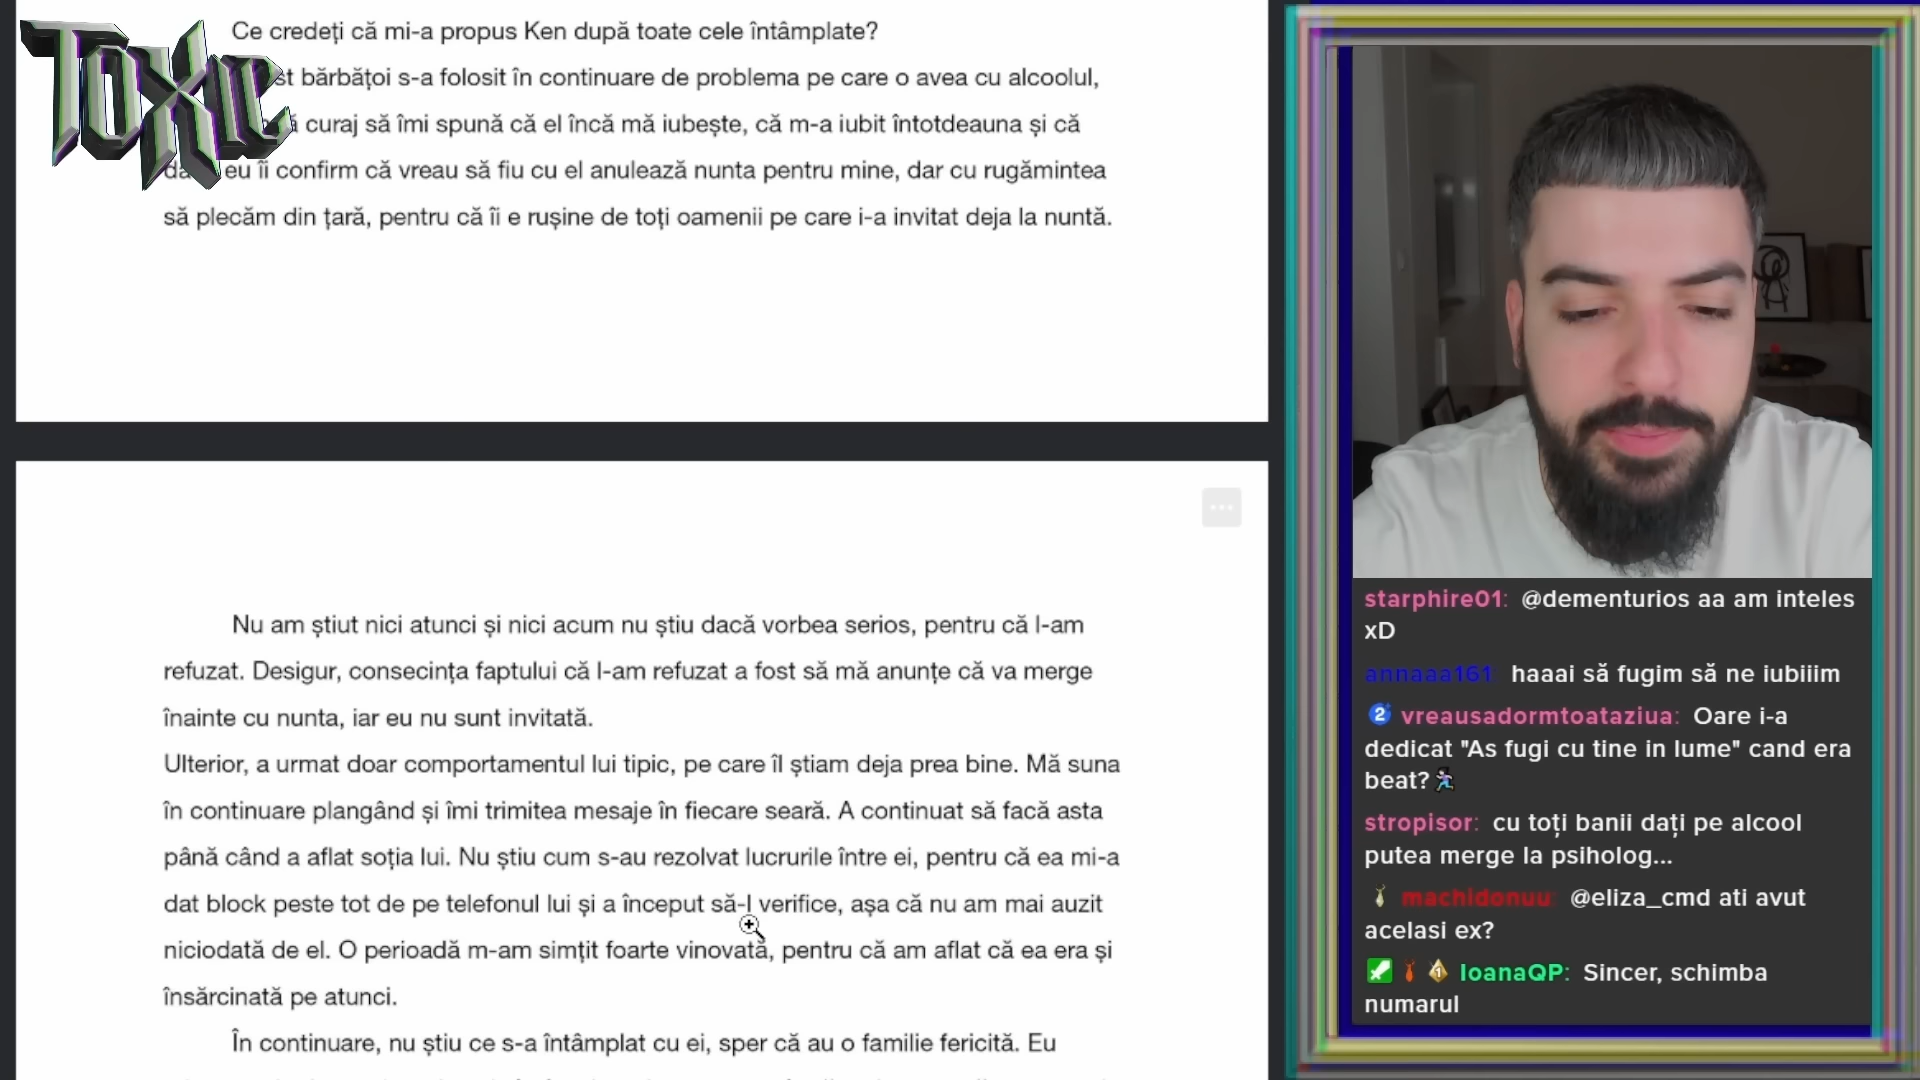 TOXIC
Ce credeți că mi-a propus Ken după toate cele întâmplate?
bărbățoi s-a folosit în continuare de problema pe care o avea cu alcoolul,
curaj să îmi spună că el încă mă iubește, că m-a iubit întotdeauna și că
eu îi confirm că vreau să fiu cu el anulează nunta pentru mine, dar cu rugămintea
să plecăm din țară, pentru că îi e rușine de toți oamenii pe care i-a invitat deja la nuntă.
Nu am știut nici atunci și nici acum nu știu dacă vorbea serios, pentru că l-am
refuzat. Desigur, consecința faptului că l-am refuzat a fost să mă anunțe că va merge
înainte cu nunta, iar eu nu sunt invitată.
Ulterior, a urmat doar comportamentul lui tipic, pe care îl știam deja prea bine. Mă suna
în continuare plangând și îmi trimitea mesaje în fiecare seară. A continuat să facă asta
până când a aflat soția lui. Nu știu cum s-au rezolvat lucrurile între ei, pentru că ea mi-a
dat block peste tot de pe telefonul lui și a început să-l verifice, așa că nu am mai auzit
niciodată de el. O perioadă m-am simțit foarte vinovată, pentru că am aflat că ea era și
însărcinată pe atunci.
În continuare, nu știu ce s-a întâmplat cu ei, sper că au o familie fericită. Eu
starphire01: @dementurios aa am inteles
xD
annaaa161: haaai să fugim să ne iubiiim
2 vreausadormtoataziua: Oare i-a
dedicat "As fugi cu tine in lume" cand era
beat?
stropisor: cu toți banii dați pe alcool
putea merge la psiholog...
machidonuu: @eliza_cmd ati avut
acelasi ex?
1 IoanaQP: Sincer, schimba
numarul